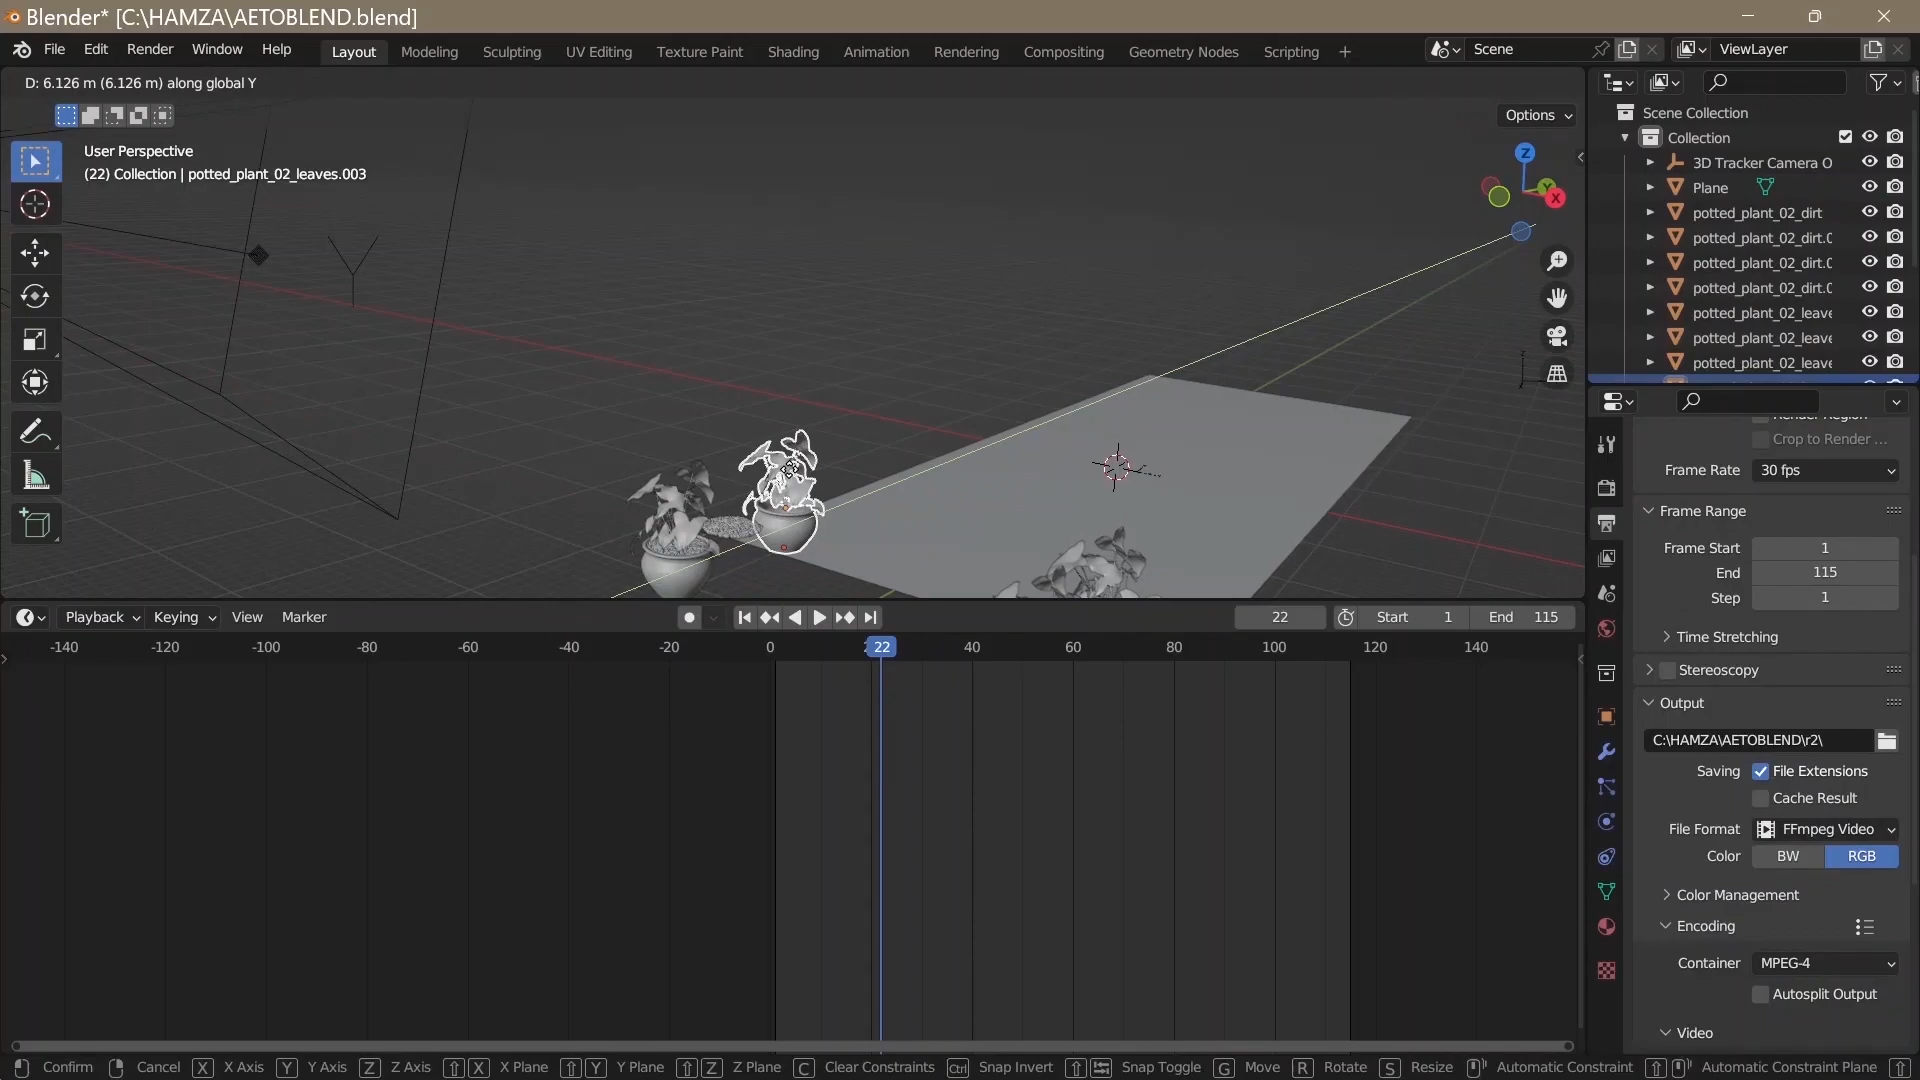 Blender* [C:\HAMZA\AETOBLEND.blend]
File Edit Render Window Help Layout Modeling Sculpting UV Editing Texture Paint Shading Animation Rendering Compositing Geometry Nodes Scripting + Scene ViewLayer
D: 6.126 m (6.126 m) along global Y
Options
User Perspective
(22) Collection | potted_plant_02_leaves.003
Z
Y
X
Scene Collection
Collection
3D Tracker Camera O
Plane
potted_plant_02_dirt
potted_plant_02_dirt.0
potted_plant_02_dirt.0
potted_plant_02_dirt.0
potted_plant_02_leave
potted_plant_02_leave
potted_plant_02_leave
Render Region
Crop to Render ...
Frame Rate 30 fps
Frame Range
Frame Start 1
End 115
Step 1
Time Stretching
Stereoscopy
Output
C:\HAMZA\AETOBLEND\r2\
Saving File Extensions
Cache Result
File Format FFmpeg Video
Color BW RGB
Color Management
Encoding
Container MPEG-4
Autosplit Output
Video
Playback Keying View Marker 22 Start 1 End 115
-140 -120 -100 -80 -60 -40 -20 0 22 40 60 80 100 120 140
Confirm Cancel X X Axis Y Y Axis Z Z Axis X X Plane Y Y Plane Z Z Plane C Clear Constraints Ctrl Snap Invert Snap Toggle G Move R Rotate S Resize Automatic Constraint Automatic Constraint Plane